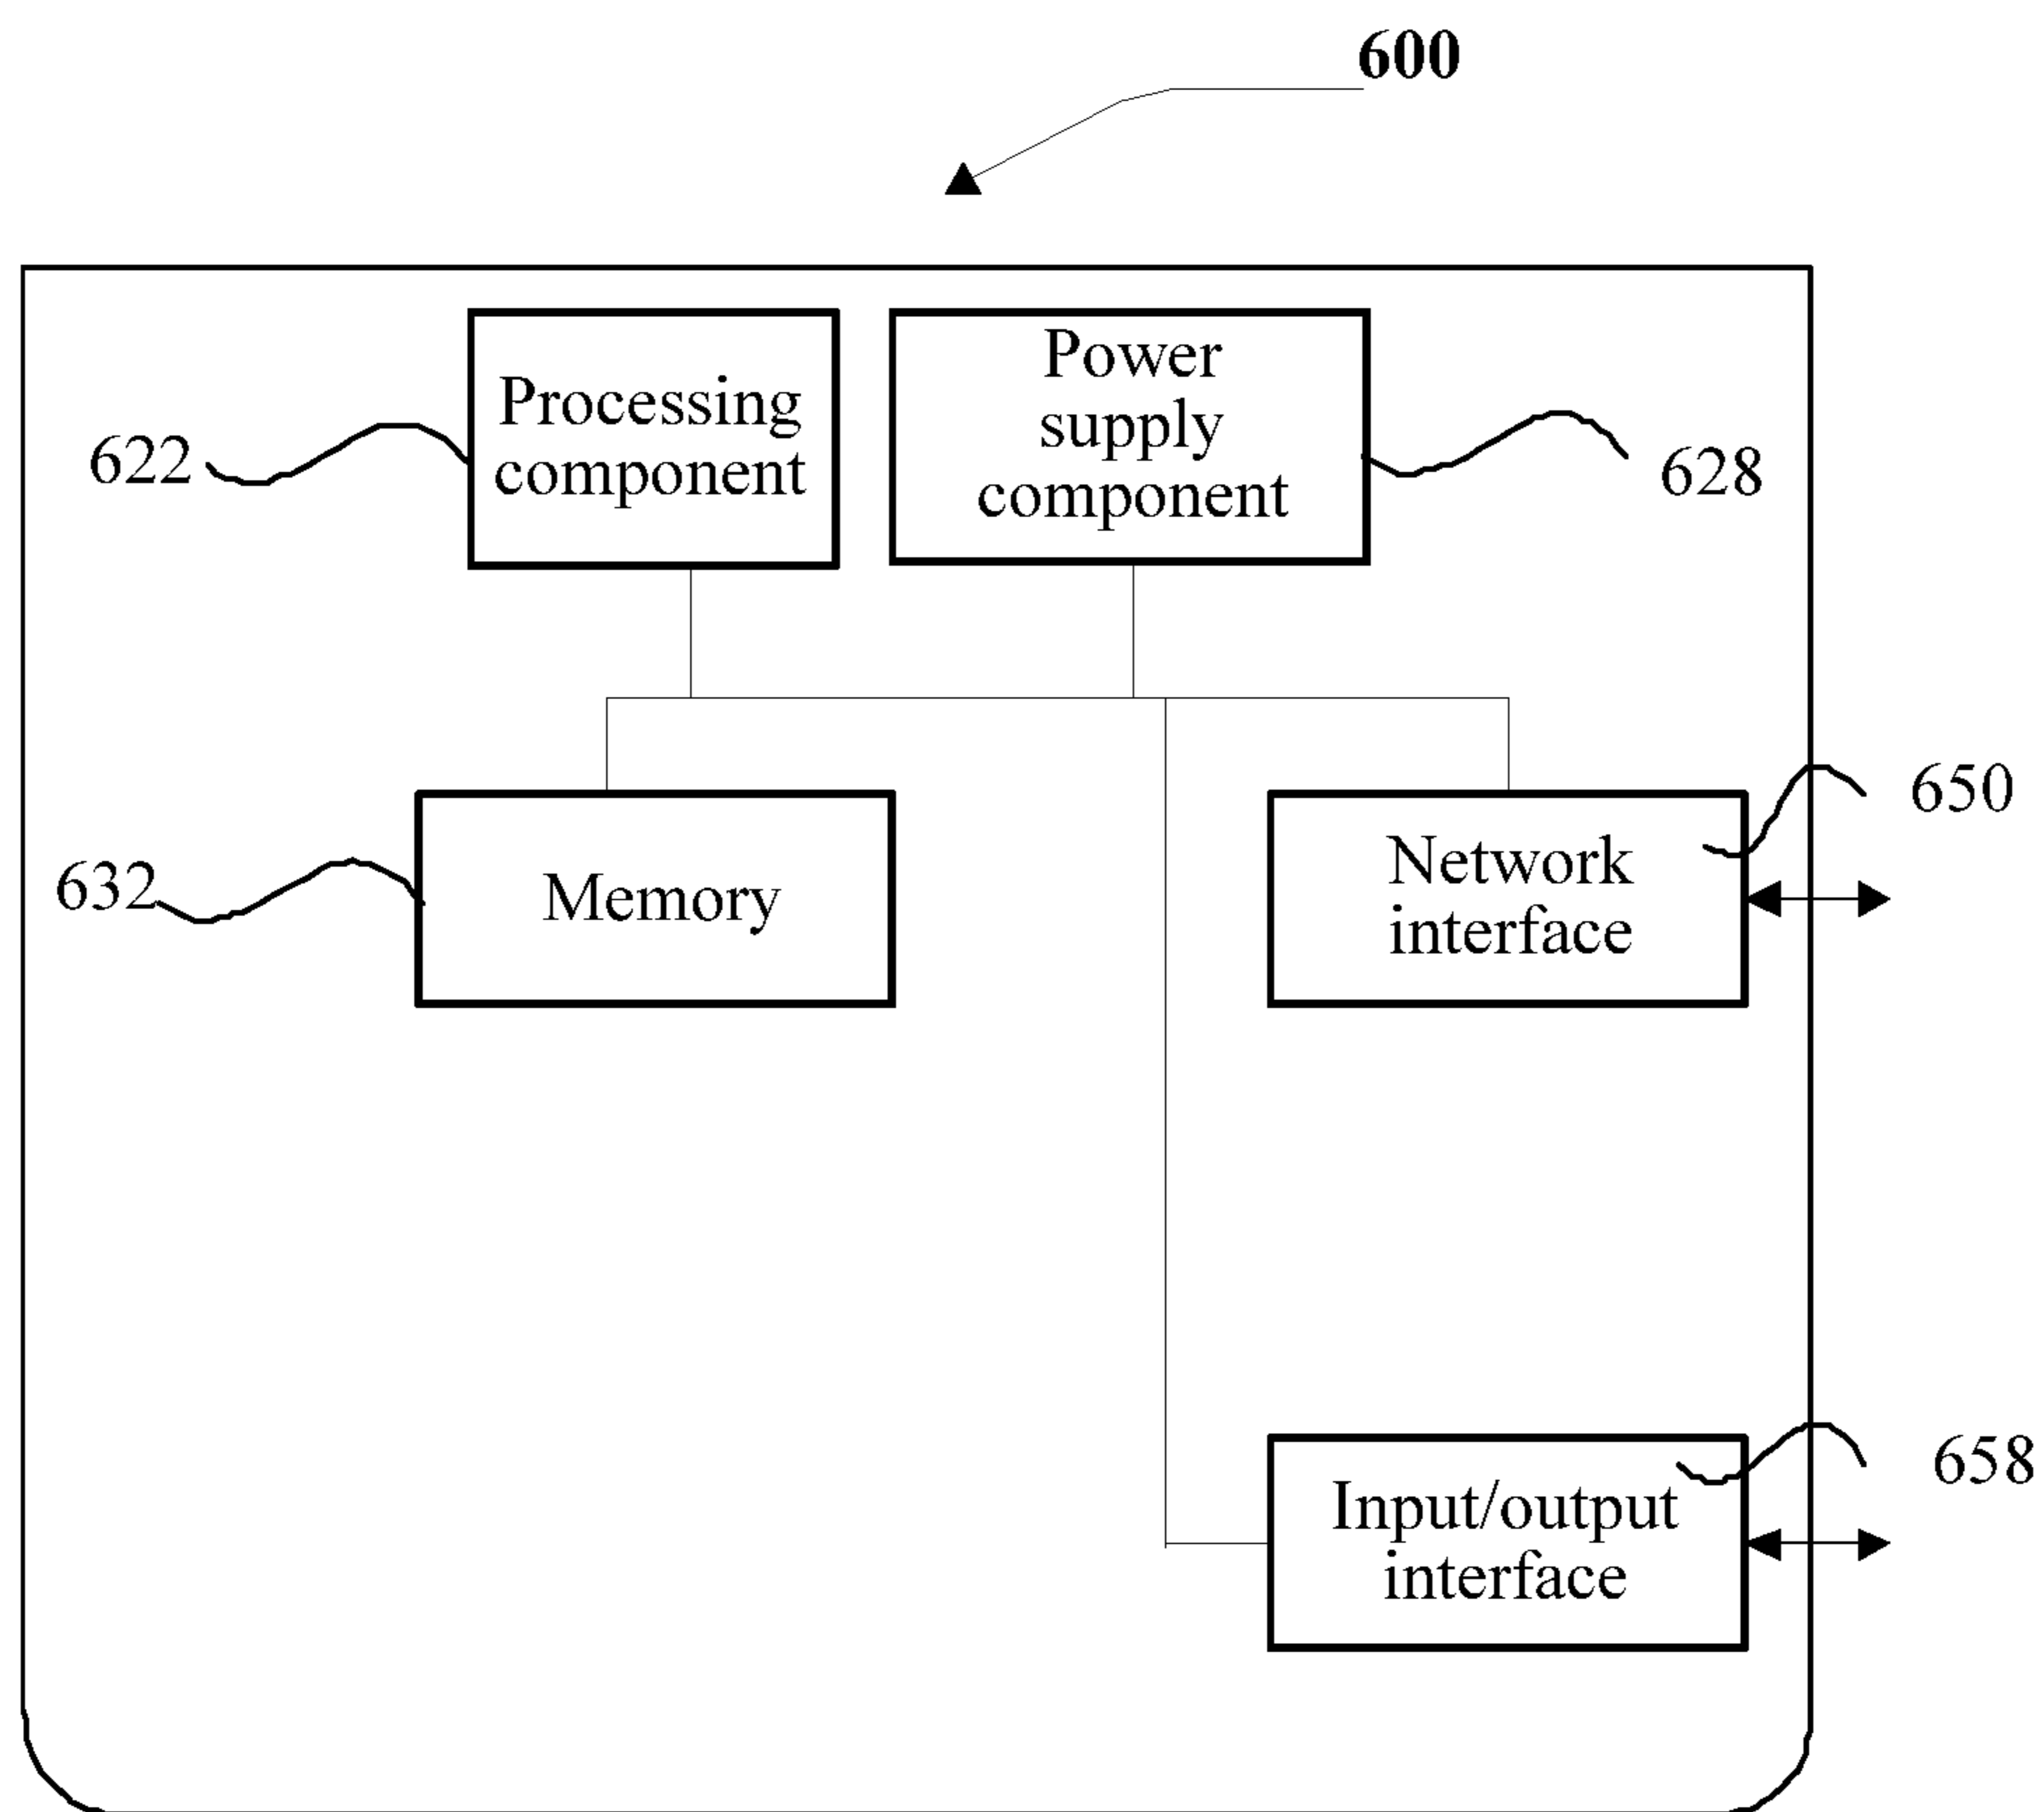 600
Processing
component
Power
supply
component
622
628
650
632
Memory
Network
interface
658
Input/output
interface